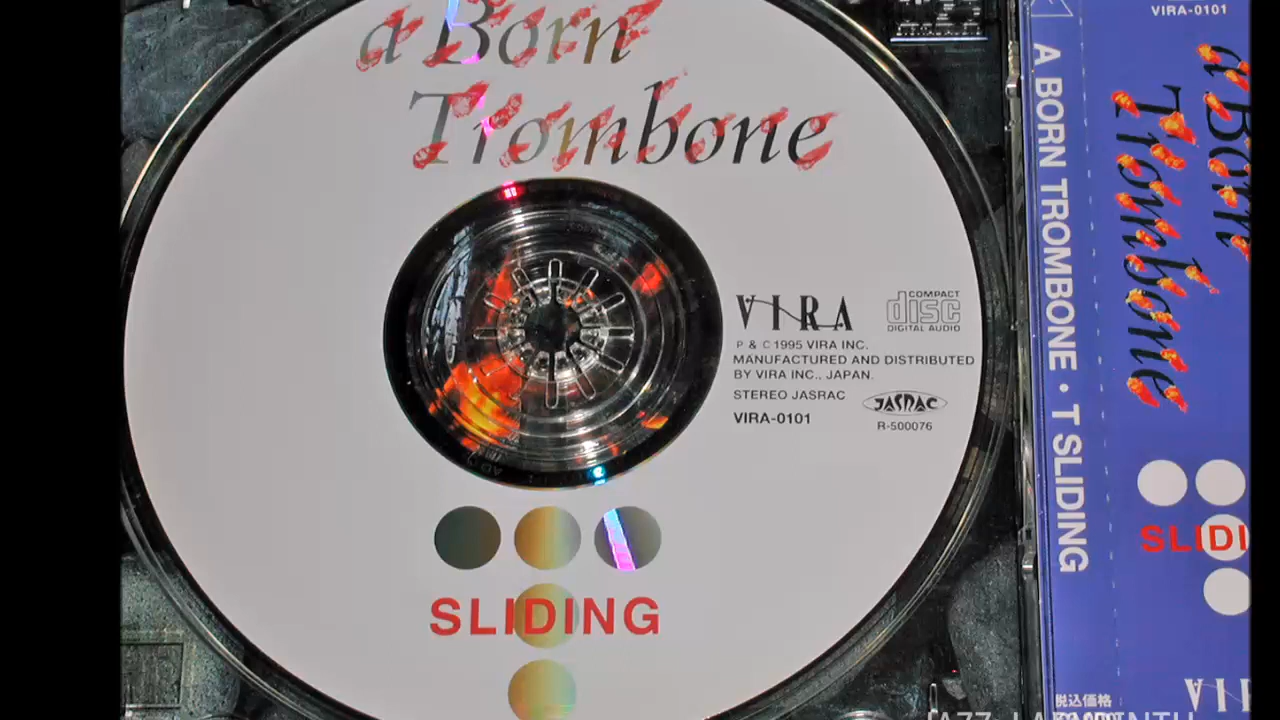 a Born
Trombone
VIRA
COMPACT
disc
DIGITAL AUDIO
P & C 1995 VIRA INC.
MANUFACTURED AND DISTRIBUTED
BY VIRA INC., JAPAN.
STEREO JASRAC
JASRAC
VIRA-0101
R-500076
SLIDING
A BORN TROMBONE • T SLIDING
税込価格
VIRA-0101
a Born
Trombone
SLIDI
VI